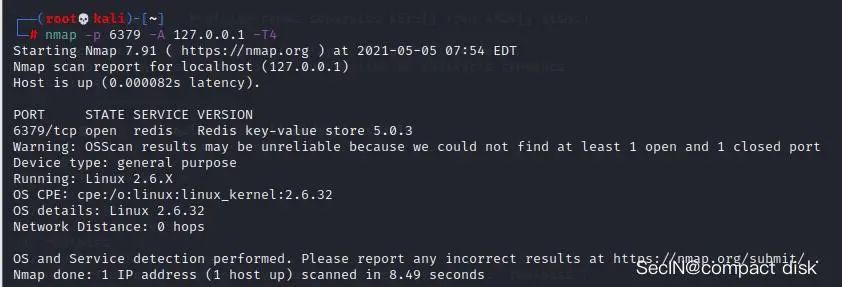 ┌──(root💀kali)-[~]
└─# nmap -p 6379 -A 127.0.0.1 -T4
Starting Nmap 7.91 ( https://nmap.org ) at 2021-05-05 07:54 EDT
Nmap scan report for localhost (127.0.0.1)
Host is up (0.000082s latency).

PORT     STATE SERVICE VERSION
6379/tcp open  redis   Redis key-value store 5.0.3
Warning: OSScan results may be unreliable because we could not find at least 1 open and 1 closed port
Device type: general purpose
Running: Linux 2.6.X
OS CPE: cpe:/o:linux:linux_kernel:2.6.32
OS details: Linux 2.6.32
Network Distance: 0 hops

OS and Service detection performed. Please report any incorrect results at https://nmap.org/submit/ .
Nmap done: 1 IP address (1 host up) scanned in 8.49 seconds
SecIN@compact disk